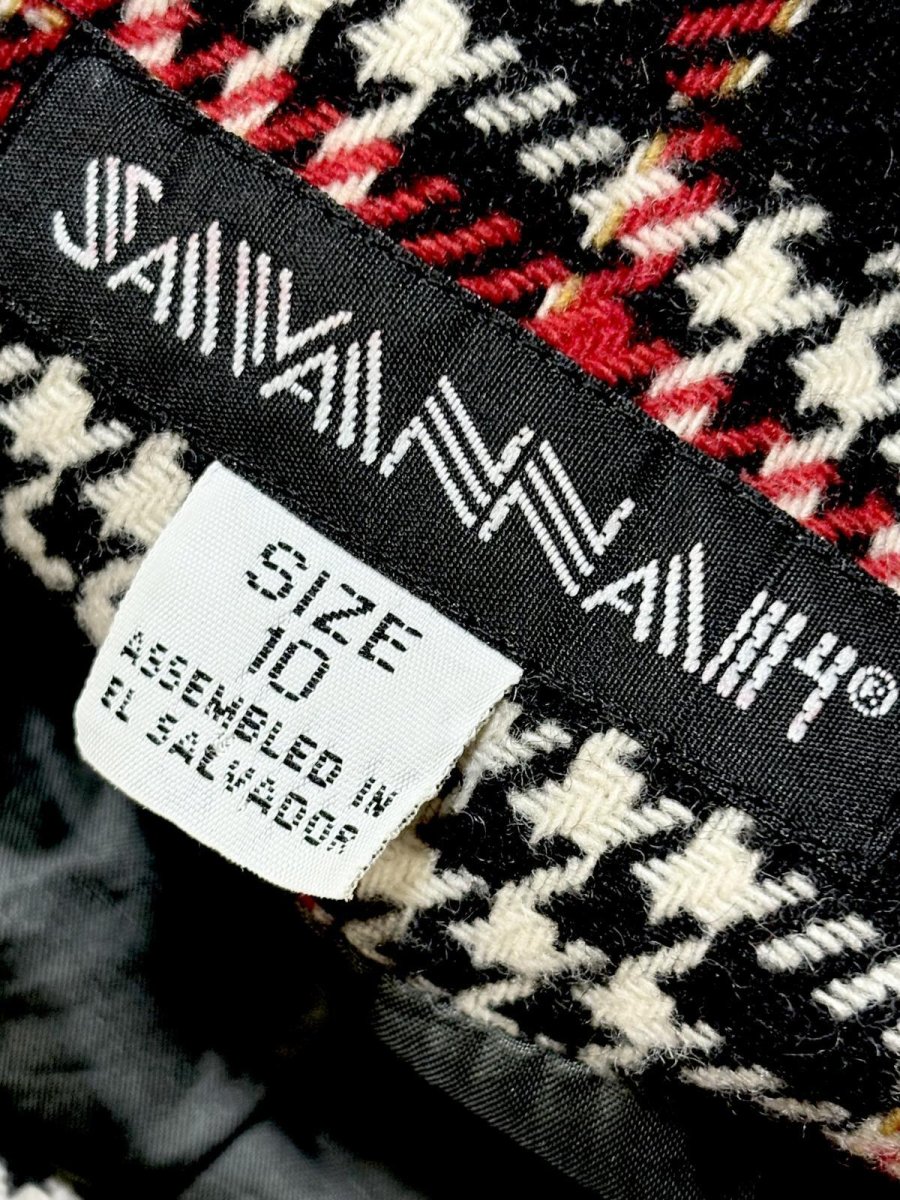 SAVANNAH®
SIZE
10
ASSEMBLED IN
EL SALVADOR